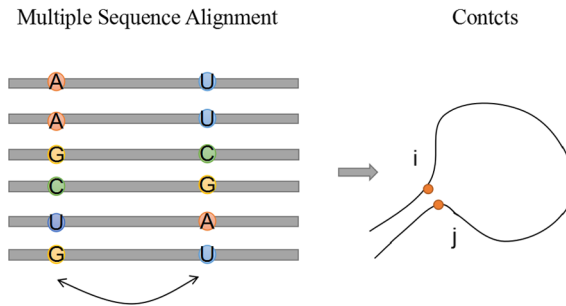 Multiple Sequence Alignment
Contcts
A U
A U
G C
C G
U A
G U
i
j